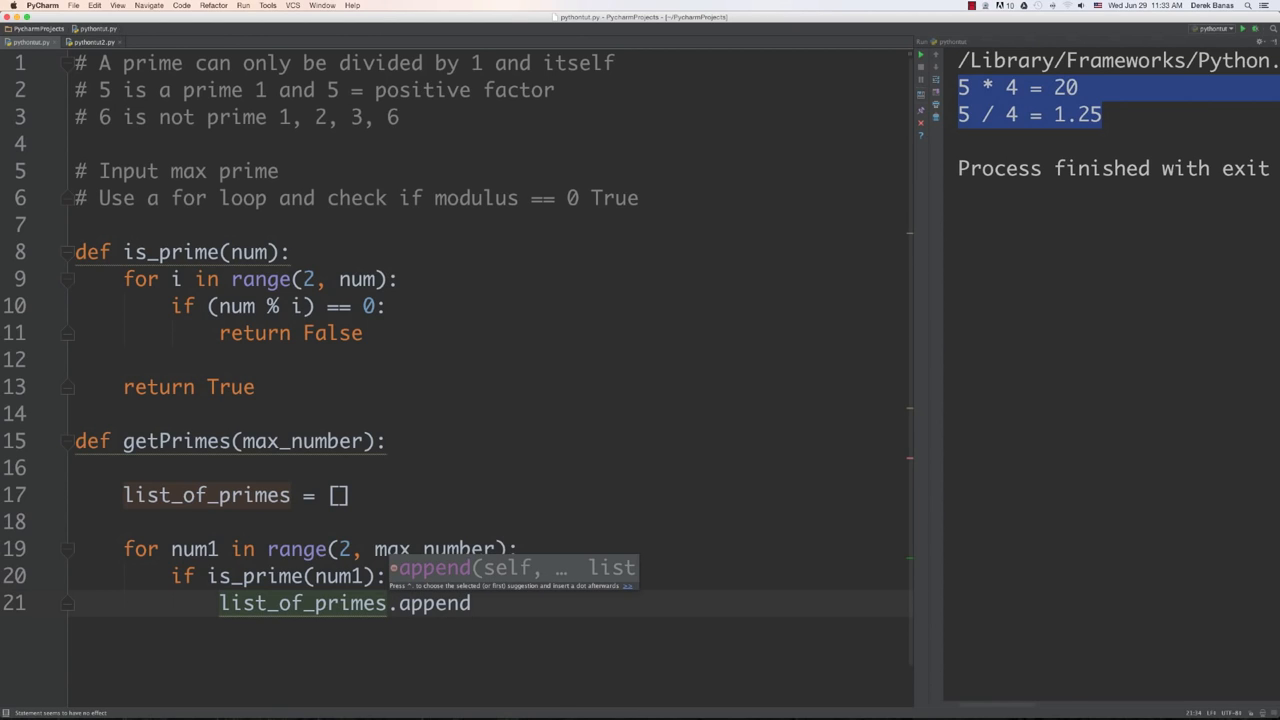 PyCharm File Edit View Navigate Code Refactor Run Tools VCS Window Help
10 Wed Jun 29 11:33 AM Derek Banas
pythontut.py - PycharmProjects - [~/PycharmProjects]
PycharmProjects pythontut.py
pythontut
pythontut.py pythontut2.py
Run: pythontut
1 # A prime can only be divided by 1 and itself
2 # 5 is a prime 1 and 5 = positive factor
3 # 6 is not prime 1, 2, 3, 6
4
5 # Input max prime
6 # Use a for loop and check if modulus == 0 True
7
8 def is_prime(num):
9 for i in range(2, num):
10 if (num % i) == 0:
11 return False
12
13 return True
14
15 def getPrimes(max_number):
16
17 list_of_primes = []
18
19 for num1 in range(2, max_number):
20 if is_prime(num1):
21 list_of_primes.append
append(self, … list
Press ^. to choose the selected (or first) suggestion and insert a dot afterwards >>
/Library/Frameworks/Python.
5 * 4 = 20
5 / 4 = 1.25
Process finished with exit
Statement seems to have no effect
21:34 LF÷ UTF-8÷